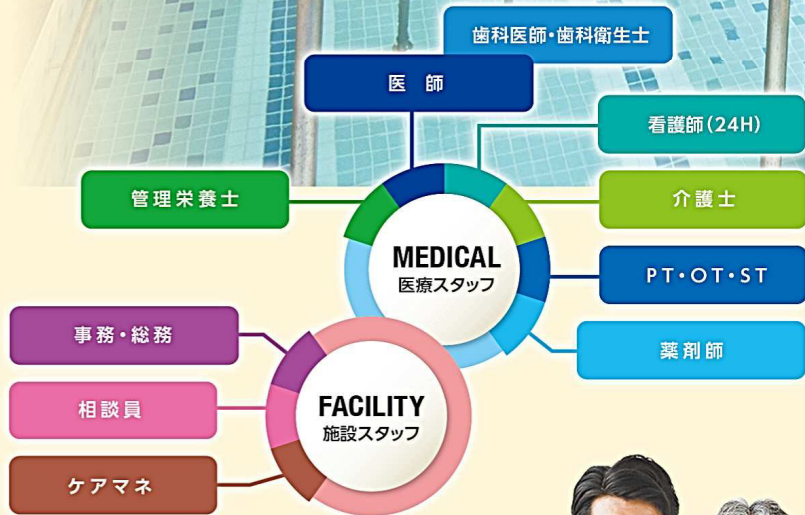 歯科医師・歯科衛生士
医師
看護師(24H)
管理栄養士
介護士
MEDICAL
医療スタッフ
PT・OT・ST
事務・総務
薬剤師
相談員
FACILITY
施設スタッフ
ケアマネ